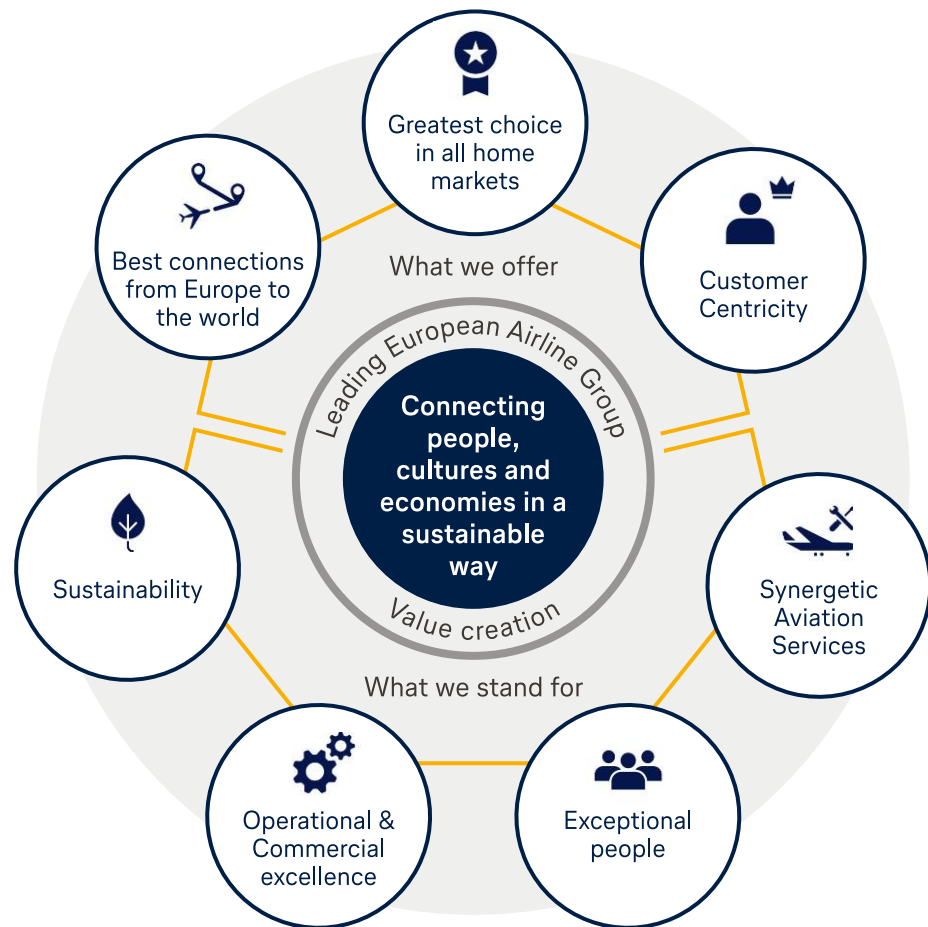 Greatest choice
in all home
markets
Best connections
from Europe to
the world
Customer
Centricity
What we offer
Leading European Airline Group
Connecting
people,
cultures and
economies in a
sustainable
way
Value creation
What we stand for
Sustainability
Synergetic
Aviation
Services
Operational &
Commercial
excellence
Exceptional
people